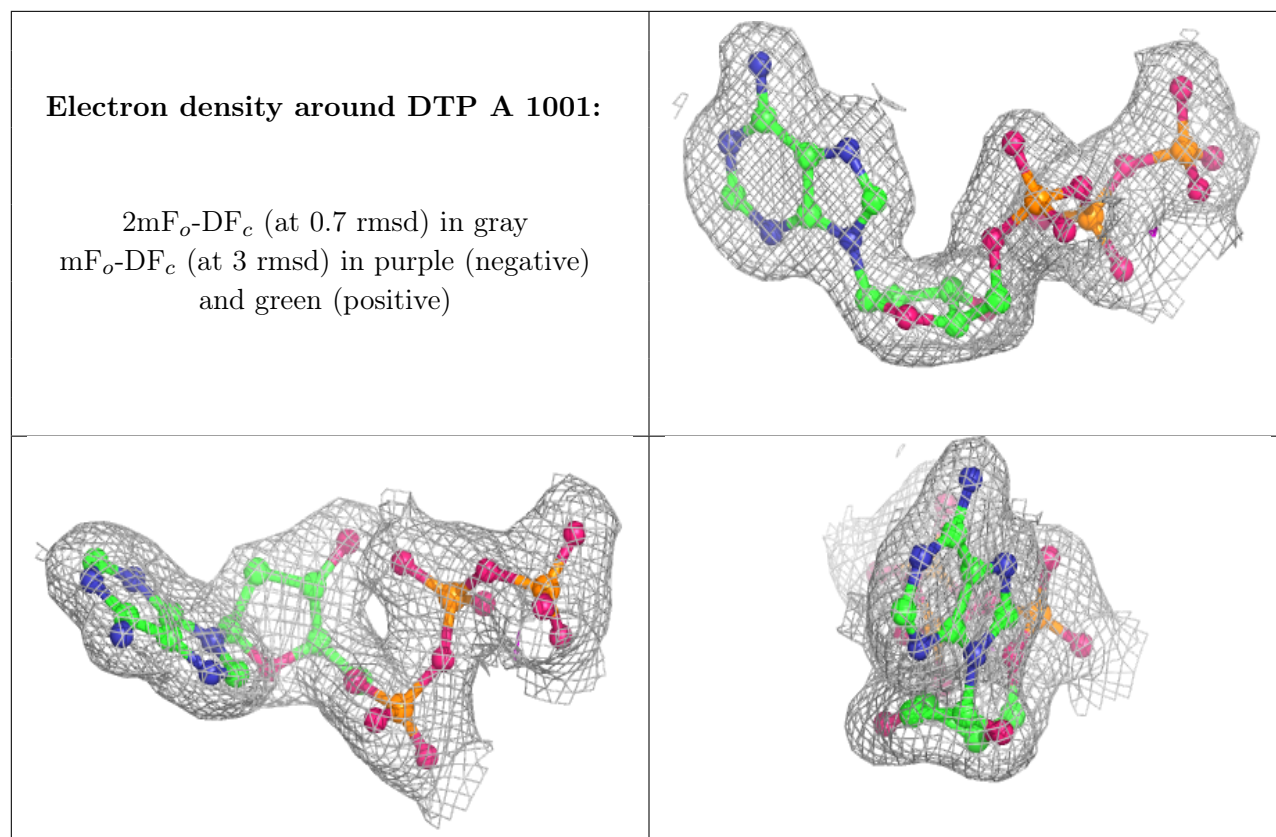 Electron density around DTP A 1001:
2mFo-DFc (at 0.7 rmsd) in gray
mFo-DFc (at 3 rmsd) in purple (negative)
and green (positive)